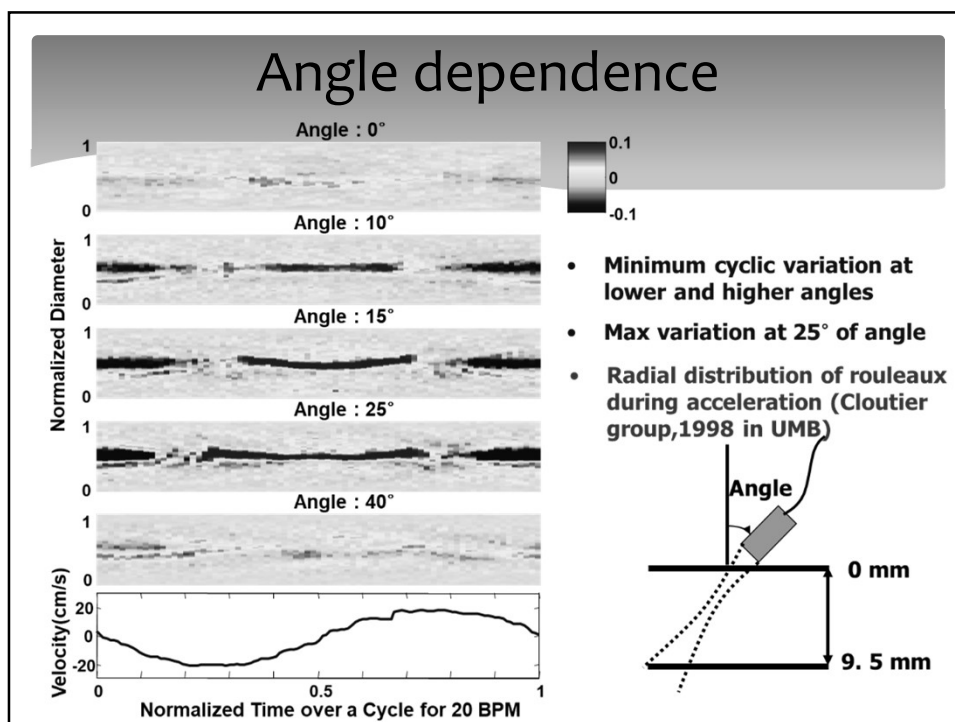 Angle dependence
Angle : 0°
1
0
Angle : 10°
1
0
Angle : 15°
1
0
Angle : 25°
1
0
Angle : 40°
1
0
Normalized Diameter
Velocity(cm/s)
20
0
-20
0
0.5
1
Normalized Time over a Cycle for 20 BPM
0.1
0
-0.1
• Minimum cyclic variation at
lower and higher angles
• Max variation at 25° of angle
• Radial distribution of rouleaux
during acceleration (Cloutier
group,1998 in UMB)
Angle
0 mm
9. 5 mm